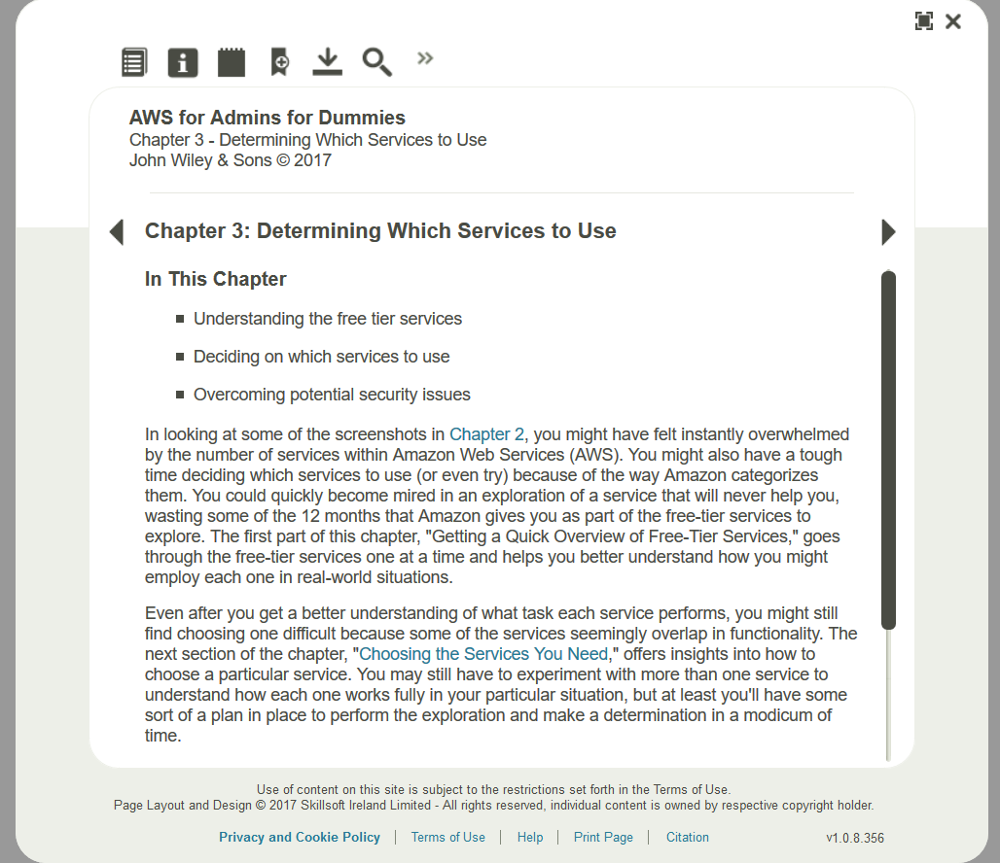 AWS for Admins for Dummies
Chapter 3 - Determining Which Services to Use
John Wiley & Sons © 2017
Chapter 3: Determining Which Services to Use
In This Chapter
Understanding the free tier services
Deciding on which services to use
Overcoming potential security issues
In looking at some of the screenshots in Chapter 2, you might have felt instantly overwhelmed
by the number of services within Amazon Web Services (AWS). You might also have a tough
time deciding which services to use (or even try) because of the way Amazon categorizes
them. You could quickly become mired in an exploration of a service that will never help you,
wasting some of the 12 months that Amazon gives you as part of the free-tier services to
explore. The first part of this chapter, "Getting a Quick Overview of Free-Tier Services," goes
through the free-tier services one at a time and helps you better understand how you might
employ each one in real-world situations.
Even after you get a better understanding of what task each service performs, you might still
find choosing one difficult because some of the services seemingly overlap in functionality. The
next section of the chapter, "Choosing the Services You Need," offers insights into how to
choose a particular service. You may still have to experiment with more than one service to
understand how each one works fully in your particular situation, but at least you'll have some
sort of a plan in place to perform the exploration and make a determination in a modicum of
time.
Use of content on this site is subject to the restrictions set forth in the Terms of Use.
Page Layout and Design © 2017 Skillsoft Ireland Limited - All rights reserved, individual content is owned by respective copyright holder.
Privacy and Cookie Policy | Terms of Use | Help | Print Page | Citation v1.0.8.356